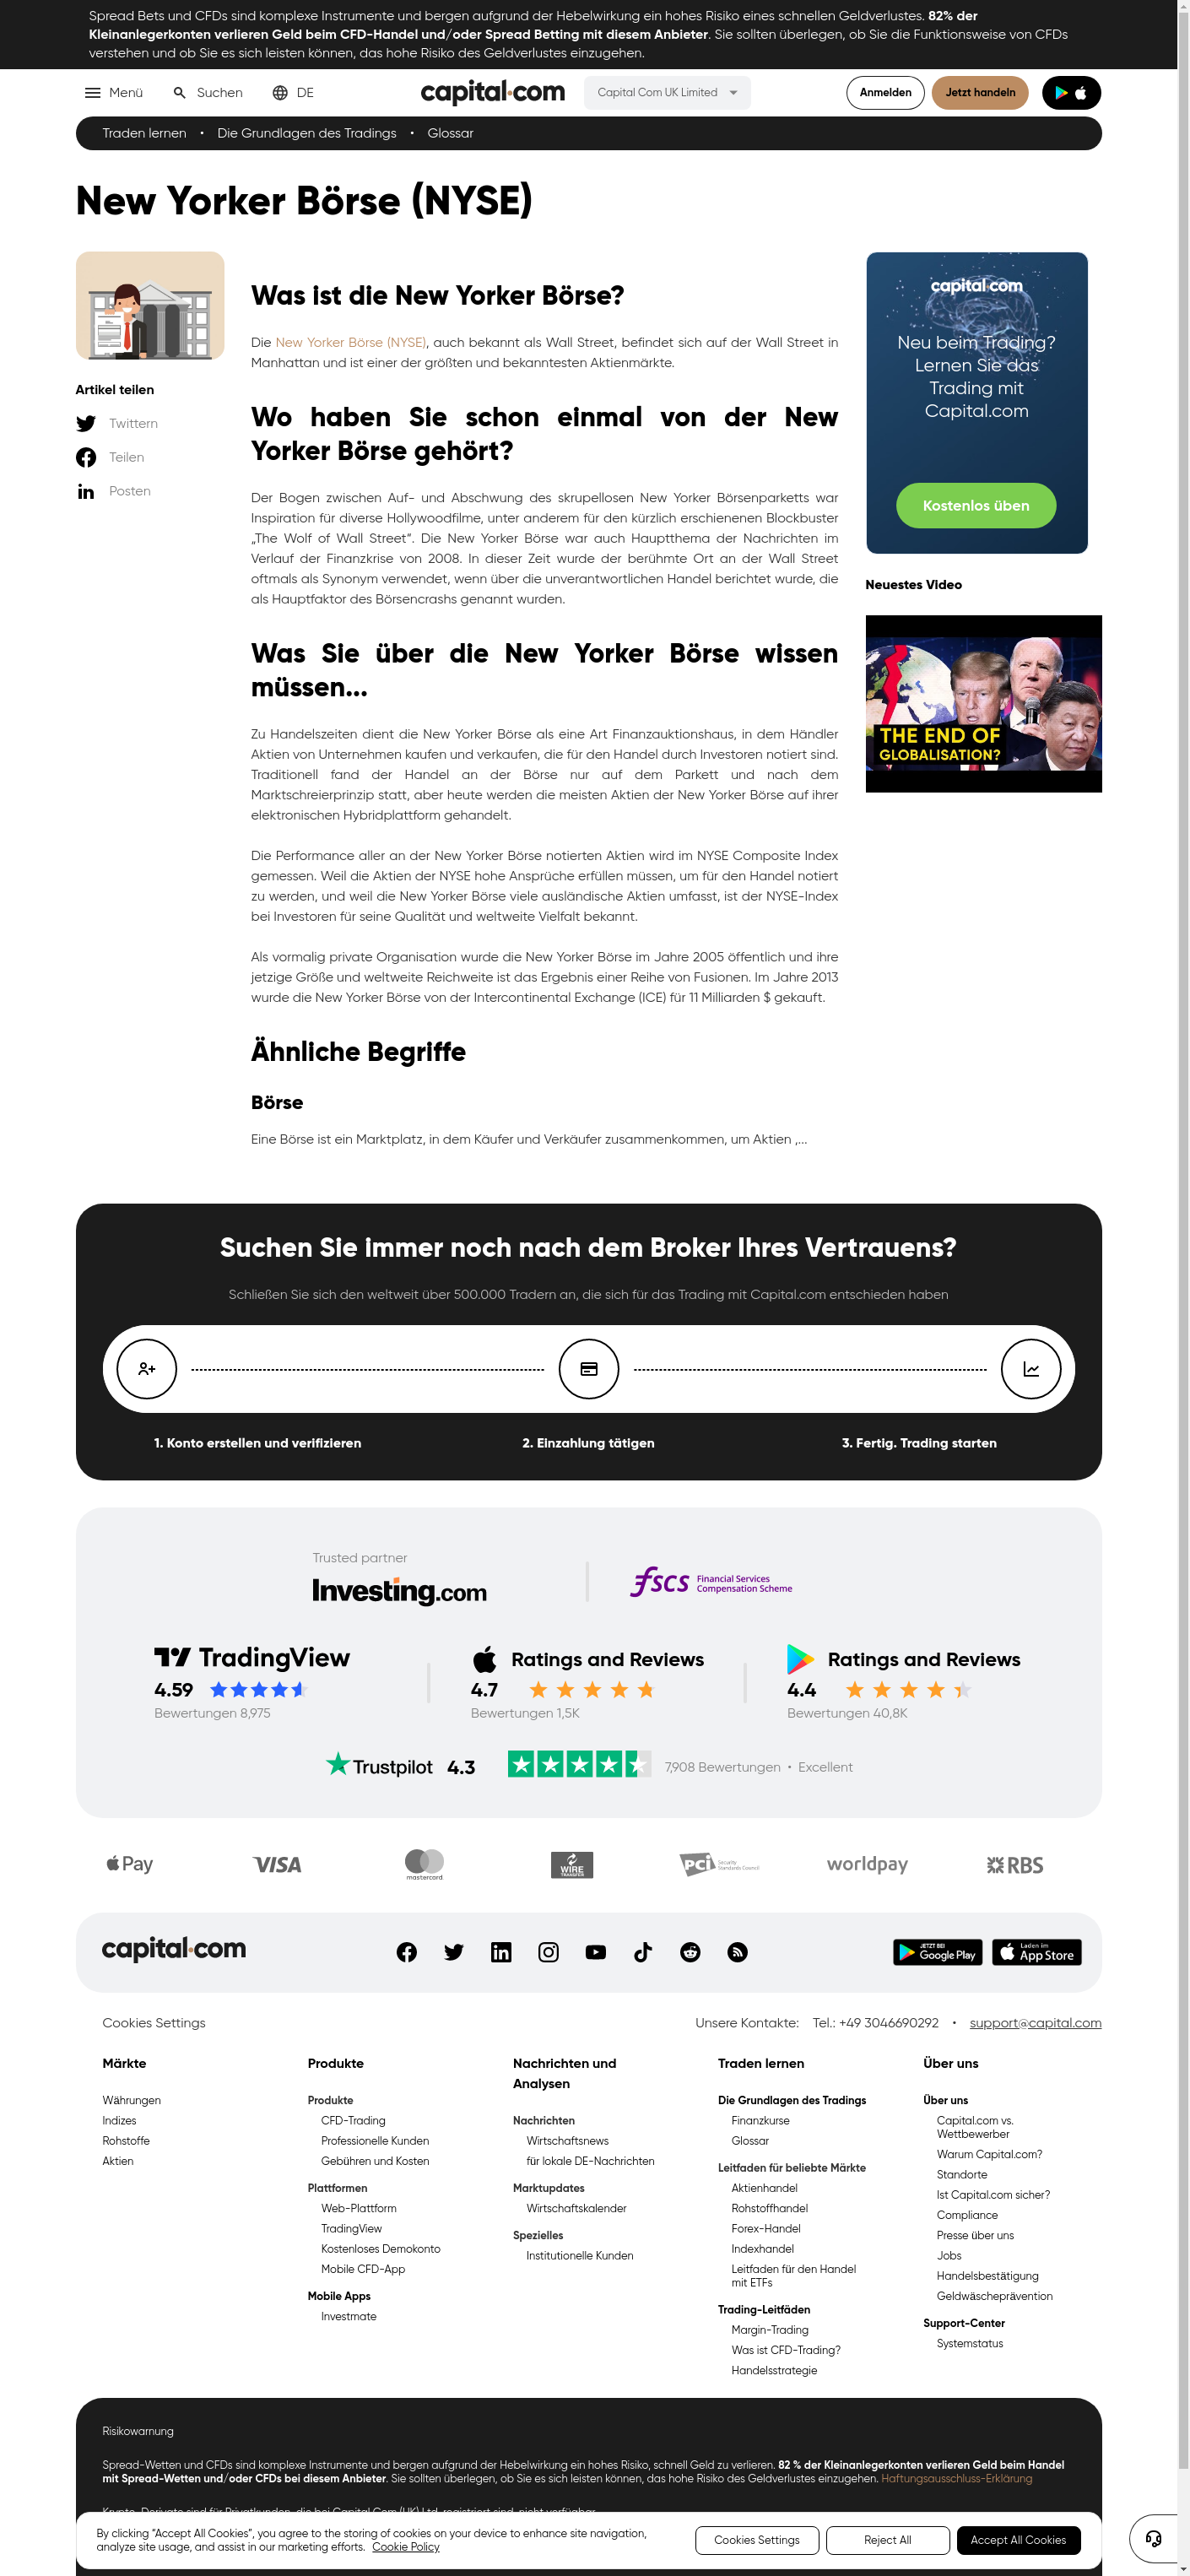 Spread Bets und CFDs sind komplexe Instrumente und bergen aufgrund der Hebelwirkung ein hohes Risiko eines schnellen Geldverlustes. 82% der
Kleinanlegerkonten verlieren Geld beim CFD-Handel und/oder Spread Betting mit diesem Anbieter. Sie sollten überlegen, ob Sie die Funktionsweise von CFDs
verstehen und ob Sie es sich leisten können, das hohe Risiko des Geldverlustes einzugehen.
Menü
Suchen
DE
capital.com
Capital Com UK Limited
Anmelden
Jetzt handeln
Traden lernen • Die Grundlagen des Tradings • Glossar
New Yorker Börse (NYSE)
Artikel teilen
Twittern
Teilen
Posten
Was ist die New Yorker Börse?
Die New Yorker Börse (NYSE), auch bekannt als Wall Street, befindet sich auf der Wall Street in
Manhattan und ist einer der größten und bekanntesten Aktienmärkte.
Wo haben Sie schon einmal von der New
Yorker Börse gehört?
Der Bogen zwischen Auf- und Abschwung des skrupellosen New Yorker Börsenparketts war
Inspiration für diverse Hollywoodfilme, unter anderem für den kürzlich erschienenen Blockbuster
„The Wolf of Wall Street“. Die New Yorker Börse war auch Hauptthema der Nachrichten im
Verlauf der Finanzkrise von 2008. In dieser Zeit wurde der berühmte Ort an der Wall Street
oftmals als Synonym verwendet, wenn über die unverantwortlichen Handel berichtet wurde, die
als Hauptfaktor des Börsencrashs genannt wurden.
Was Sie über die New Yorker Börse wissen
müssen...
Zu Handelszeiten dient die New Yorker Börse als eine Art Finanzauktionshaus, in dem Händler
Aktien von Unternehmen kaufen und verkaufen, die für den Handel durch Investoren notiert sind.
Traditionell fand der Handel an der Börse nur auf dem Parkett und nach dem
Marktschreierprinzip statt, aber heute werden die meisten Aktien der New Yorker Börse auf ihrer
elektronischen Hybridplattform gehandelt.
Die Performance aller an der New Yorker Börse notierten Aktien wird im NYSE Composite Index
gemessen. Weil die Aktien der NYSE hohe Ansprüche erfüllen müssen, um für den Handel notiert
zu werden, und weil die New Yorker Börse viele ausländische Aktien umfasst, ist der NYSE-Index
bei Investoren für seine Qualität und weltweite Vielfalt bekannt.
Als vormalig private Organisation wurde die New Yorker Börse im Jahre 2005 öffentlich und ihre
jetzige Größe und weltweite Reichweite ist das Ergebnis einer Reihe von Fusionen. Im Jahre 2013
wurde die New Yorker Börse von der Intercontinental Exchange (ICE) für 11 Milliarden $ gekauft.
Ähnliche Begriffe
Börse
Eine Börse ist ein Marktplatz, in dem Käufer und Verkäufer zusammenkommen, um Aktien ,...
capital.com
Neu beim Trading?
Lernen Sie das
Trading mit
Capital.com
Kostenlos üben
Neuestes Video
THE END OF
GLOBALISATION?
Suchen Sie immer noch nach dem Broker Ihres Vertrauens?
Schließen Sie sich den weltweit über 500.000 Tradern an, die sich für das Trading mit Capital.com entschieden haben
1. Konto erstellen und verifizieren
2. Einzahlung tätigen
3. Fertig. Trading starten
Trusted partner
Investing.com
fscs Financial Services
Compensation Scheme
TradingView
4.59
Bewertungen 8,975
Ratings and Reviews
4.7
Bewertungen 1,5K
Ratings and Reviews
4.4
Bewertungen 40,8K
Trustpilot 4.3
7,908 Bewertungen • Excellent
Pay
VISA
mastercard
WIRE
TRANSFER
PCI Security
Standards Council
worldpay
RBS
capital.com
JETZT BEI
Google Play
Laden im
App Store
Cookies Settings
Unsere Kontakte: Tel.: +49 3046690292 • support@capital.com
Märkte
Währungen
Indizes
Rohstoffe
Aktien
Produkte
Produkte
CFD-Trading
Professionelle Kunden
Gebühren und Kosten
Plattformen
Web-Plattform
TradingView
Kostenloses Demokonto
Mobile CFD-App
Mobile Apps
Investmate
Nachrichten und
Analysen
Nachrichten
Wirtschaftsnews
für lokale DE-Nachrichten
Marktupdates
Wirtschaftskalender
Spezielles
Institutionelle Kunden
Traden lernen
Die Grundlagen des Tradings
Finanzkurse
Glossar
Leitfaden für beliebte Märkte
Aktienhandel
Rohstoffhandel
Forex-Handel
Indexhandel
Leitfaden für den Handel
mit ETFs
Trading-Leitfäden
Margin-Trading
Was ist CFD-Trading?
Handelsstrategie
Über uns
Über uns
Capital.com vs.
Wettbewerber
Warum Capital.com?
Standorte
Ist Capital.com sicher?
Compliance
Presse über uns
Jobs
Handelsbestätigung
Geldwäscheprävention
Support-Center
Systemstatus
Risikowarnung
Spread-Wetten und CFDs sind komplexe Instrumente und bergen aufgrund der Hebelwirkung ein hohes Risiko, schnell Geld zu verlieren. 82 % der Kleinanlegerkonten verlieren Geld beim Handel
mit Spread-Wetten und/oder CFDs bei diesem Anbieter. Sie sollten überlegen, ob Sie es sich leisten können, das hohe Risiko des Geldverlustes einzugehen. Haftungsausschluss-Erklärung
By clicking “Accept All Cookies”, you agree to the storing of cookies on your device to enhance site navigation,
analyze site usage, and assist in our marketing efforts. Cookie Policy
Cookies Settings
Reject All
Accept All Cookies